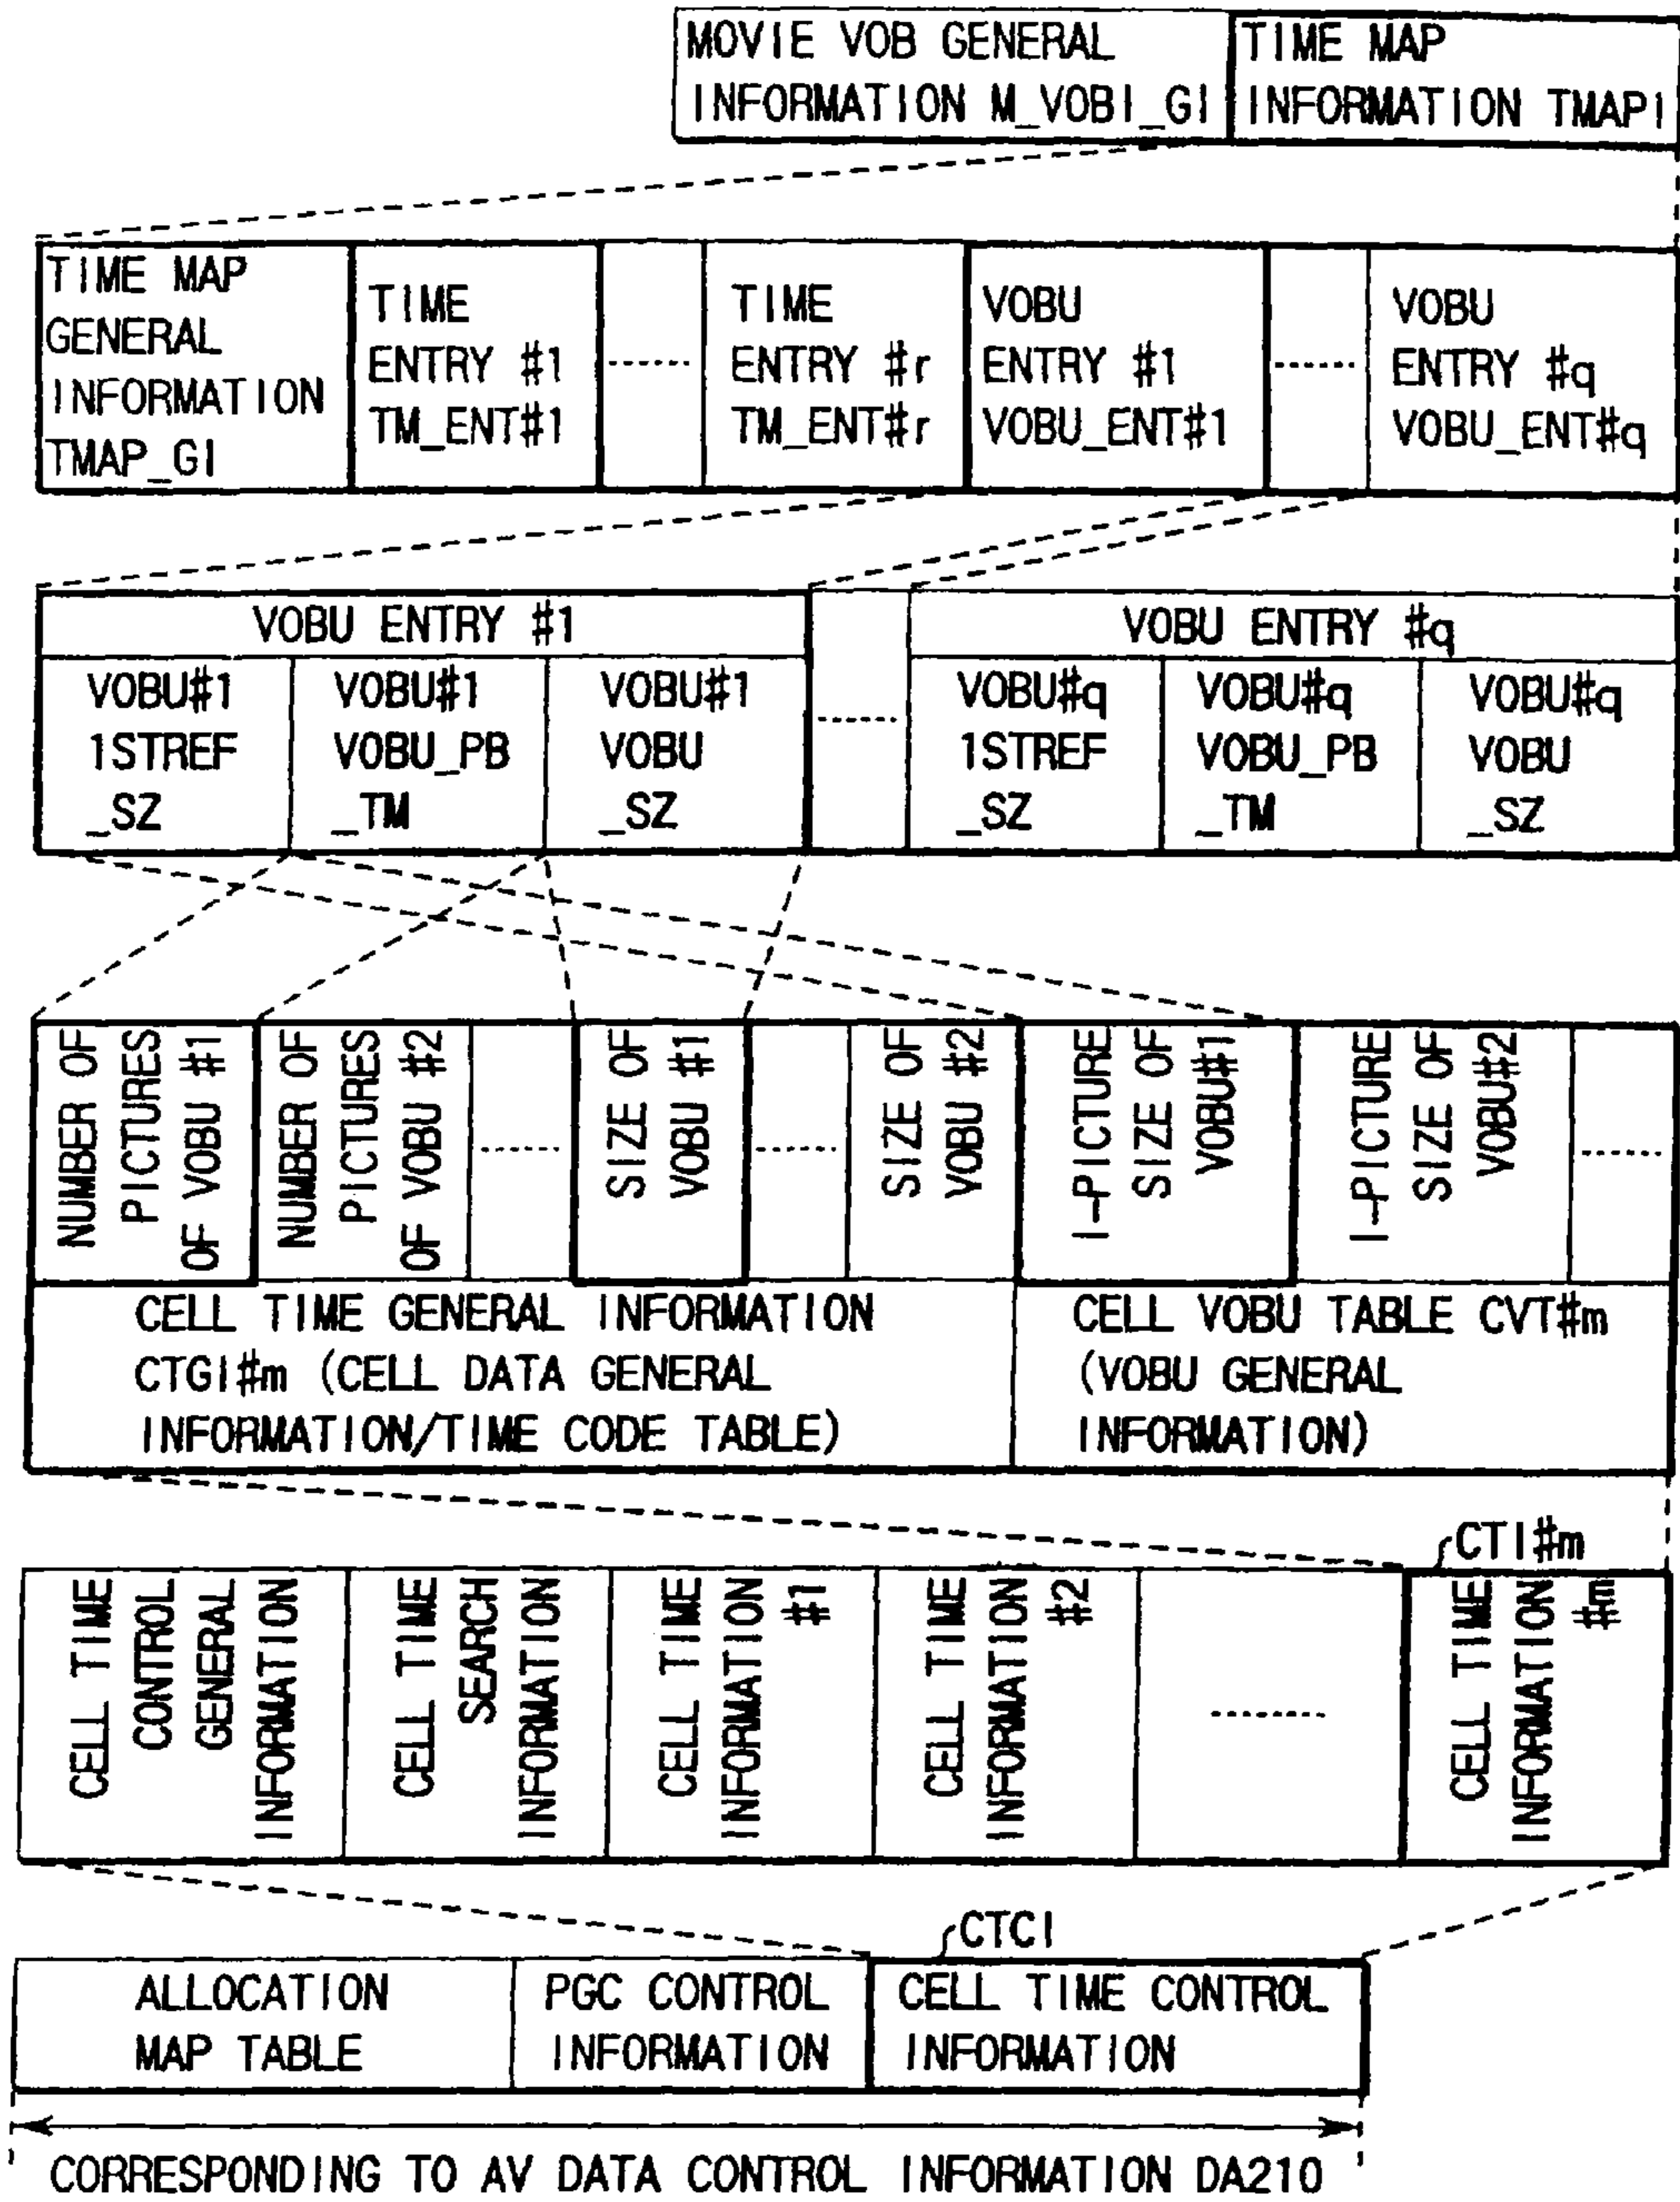 MOVIE VOB GENERAL
INFORMATION M_VOBI_GI
TIME MAP
INFORMATION TMAPI
TIME MAP
GENERAL
INFORMATION
TMAP_GI
TIME
ENTRY #1
TM_ENT#1
TIME
ENTRY #r
TM_ENT#r
VOBU
ENTRY #1
VOBU_ENT#1
VOBU
ENTRY #q
VOBU_ENT#q
VOBU ENTRY #1
VOBU ENTRY #q
VOBU#1
1STREF
_SZ
VOBU#1
VOBU_PB
_TM
VOBU#1
VOBU
_SZ
VOBU#q
1STREF
_SZ
VOBU#q
VOBU_PB
_TM
VOBU#q
VOBU
_SZ
NUMBER OF
PICTURES
OF VOBU #1
NUMBER OF
PICTURES
OF VOBU #2
SIZE OF
VOBU #1
SIZE OF
VOBU #2
I-PICTURE
SIZE OF
VOBU#1
I-PICTURE
SIZE OF
VOBU#2
CELL TIME GENERAL INFORMATION
CTGI#m (CELL DATA GENERAL
INFORMATION/TIME CODE TABLE)
CELL VOBU TABLE CVT#m
(VOBU GENERAL
INFORMATION)
CTI#m
CELL TIME
CONTROL
GENERAL
INFORMATION
CELL TIME
SEARCH
INFORMATION
CELL TIME
INFORMATION
#1
CELL TIME
INFORMATION
#2
CELL TIME
INFORMATION
#m
CTCI
ALLOCATION
MAP TABLE
PGC CONTROL
INFORMATION
CELL TIME CONTROL
INFORMATION
CORRESPONDING TO AV DATA CONTROL INFORMATION DA210